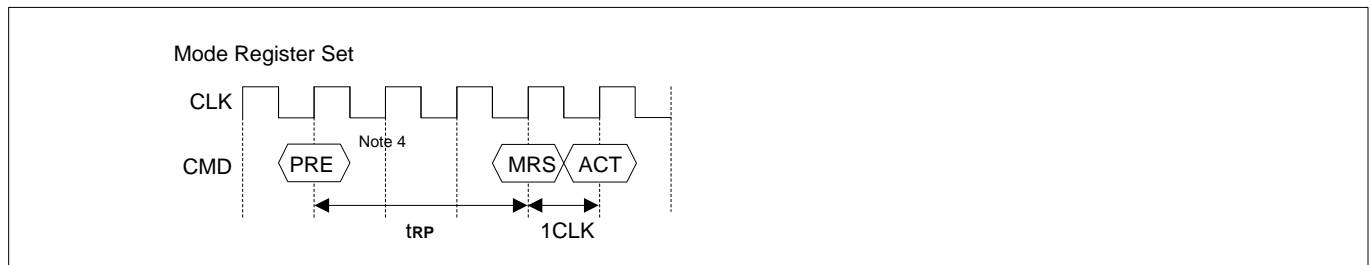 Mode Register Set
CLK
Note 4
CMD PRE MRS ACT
tRP 1CLK